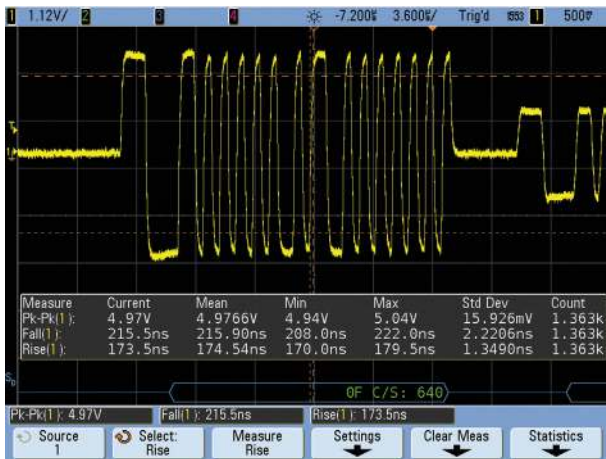 1 1.12V/ 2 3 4 -7.200% 3.600%/ Trig'd 1553 1 500V
T
1
Measure Current Mean Min Max Std Dev Count
Pk-Pk(1): 4.97V 4.9766V 4.94V 5.04V 15.926mV 1.363k
Fall(1): 215.5ns 215.90ns 208.0ns 222.0ns 2.2206ns 1.363k
Rise(1): 173.5ns 174.54ns 170.0ns 179.5ns 1.3490ns 1.363k
0F C/S: 640
Pk-Pk(1): 4.97V Fall(1): 215.5ns Rise(1): 173.5ns
Source 1 Select: Rise Measure Rise Settings Clear Meas Statistics